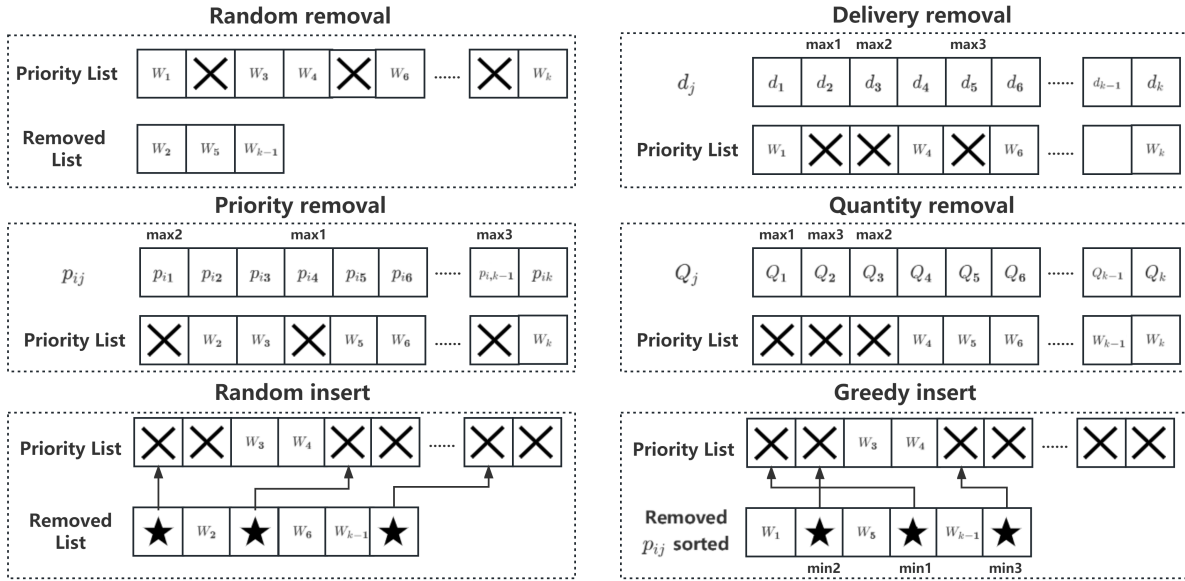 Random removal
Priority List W₁ W₃ W₄ W₆ ...... Wₖ
Removed
List
W₂ W₅ Wₖ₋₁
Delivery removal
max1 max2 max3
dⱼ d₁ d₂ d₃ d₄ d₅ d₆ ...... dₖ₋₁ dₖ
Priority List W₁ W₄ W₆ ...... Wₖ
Priority removal
max2 max1 max3
pᵢⱼ pᵢ₁ pᵢ₂ pᵢ₃ pᵢ₄ pᵢ₅ pᵢ₆ ...... pᵢ,ₖ₋₁ pᵢₖ
Priority List W₂ W₃ W₅ W₆ ...... Wₖ
Quantity removal
max1 max3 max2
Qⱼ Q₁ Q₂ Q₃ Q₄ Q₅ Q₆ ...... Qₖ₋₁ Qₖ
Priority List W₄ W₅ W₆ ...... Wₖ₋₁ Wₖ
Random insert
Priority List W₃ W₄ ......
Removed
List
W₂ W₆ Wₖ₋₁
Greedy insert
Priority List W₃ W₄ ......
Removed
pᵢⱼ sorted
W₁ W₅ Wₖ₋₁
min2 min1 min3